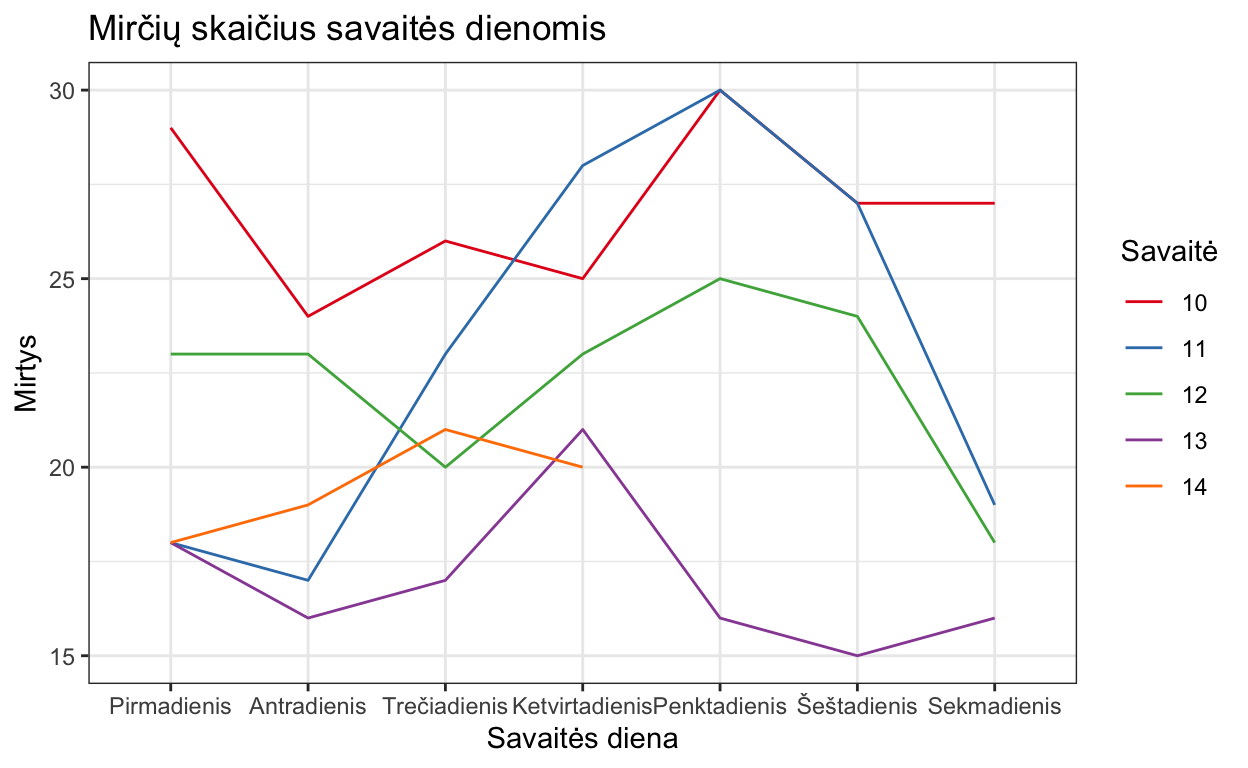 Mirčių skaičius savaitės dienomis
30
25
20
15
Mirtys
Pirmadienis Antradienis Trečiadienis Ketvirtadienis Penktadienis Šeštadienis Sekmadienis
Savaitės diena
Savaitė
10
11
12
13
14